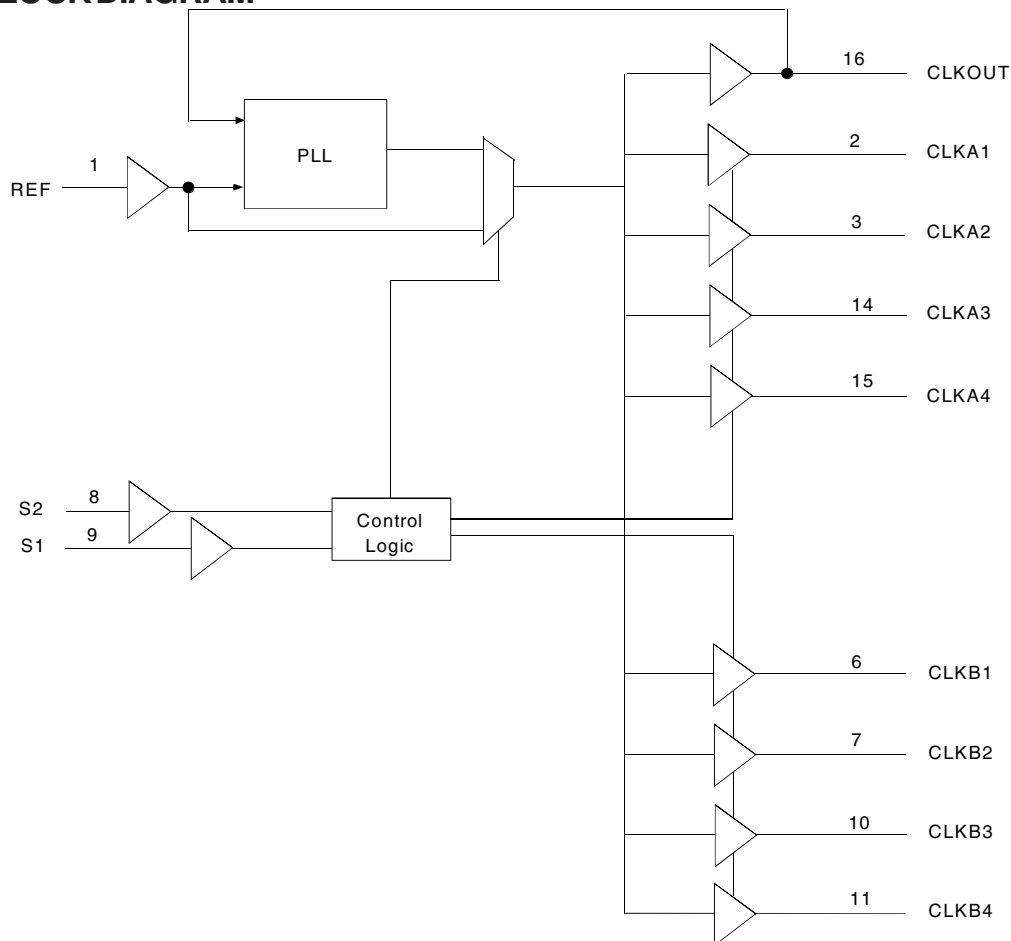 16
CLKOUT
PLL
1
REF
2
CLKA1
3
CLKA2
14
CLKA3
15
CLKA4
S2
8
S1
9
Control
Logic
6
CLKB1
7
CLKB2
10
CLKB3
11
CLKB4